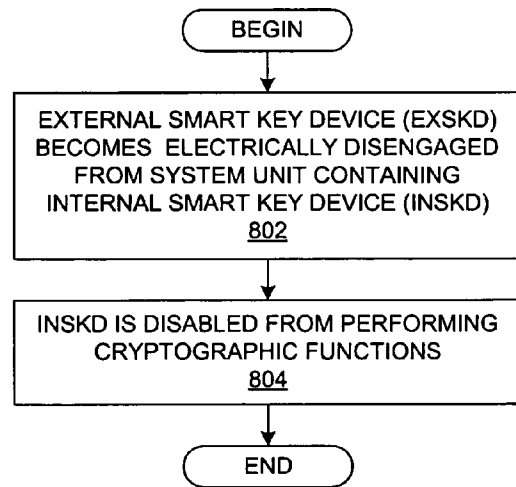 BEGIN
EXTERNAL SMART KEY DEVICE (EXSKD)
BECOMES ELECTRICALLY DISENGAGED
FROM SYSTEM UNIT CONTAINING
INTERNAL SMART KEY DEVICE (INSKD)
802
INSKD IS DISABLED FROM PERFORMING
CRYPTOGRAPHIC FUNCTIONS
804
END